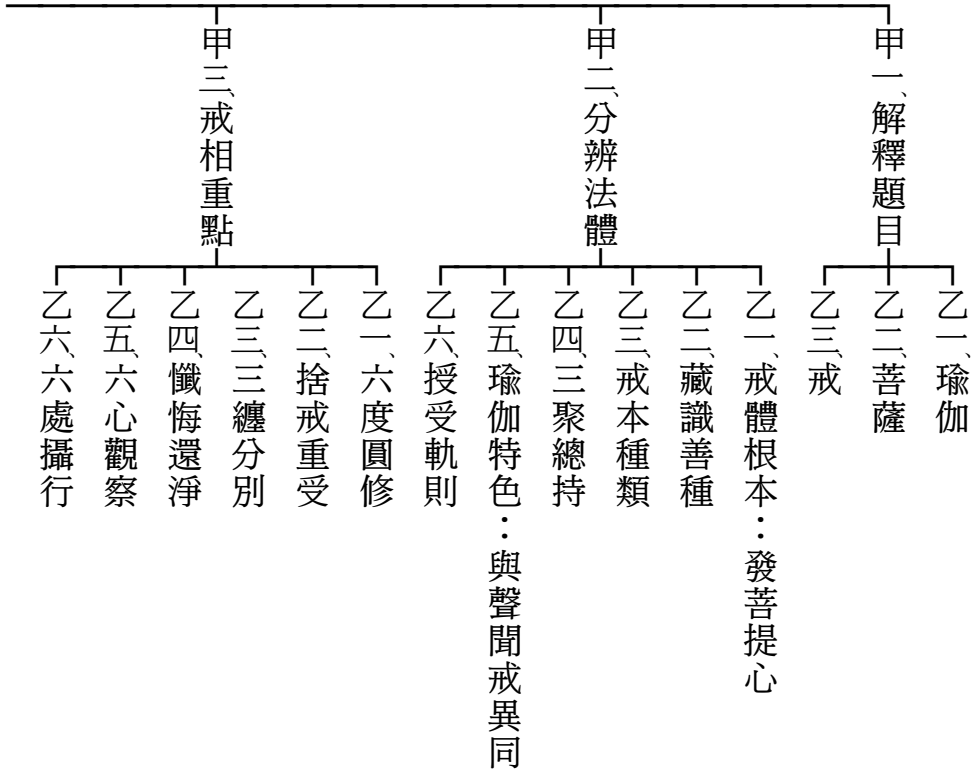 甲一、解釋題目
乙一、瑜伽
乙二、菩薩
乙三、戒
甲二、分辨法體
乙一、戒體根本：發菩提心
乙二、藏識善種
乙三、戒本種類
乙四、三聚總持
乙五、瑜伽特色：與聲聞戒異同
乙六、授受軌則
甲三、戒相重點
乙一、六度圓修
乙二、捨戒重受
乙三、三纏分別
乙四、懺悔還淨
乙五、六心觀察
乙六、六處攝行